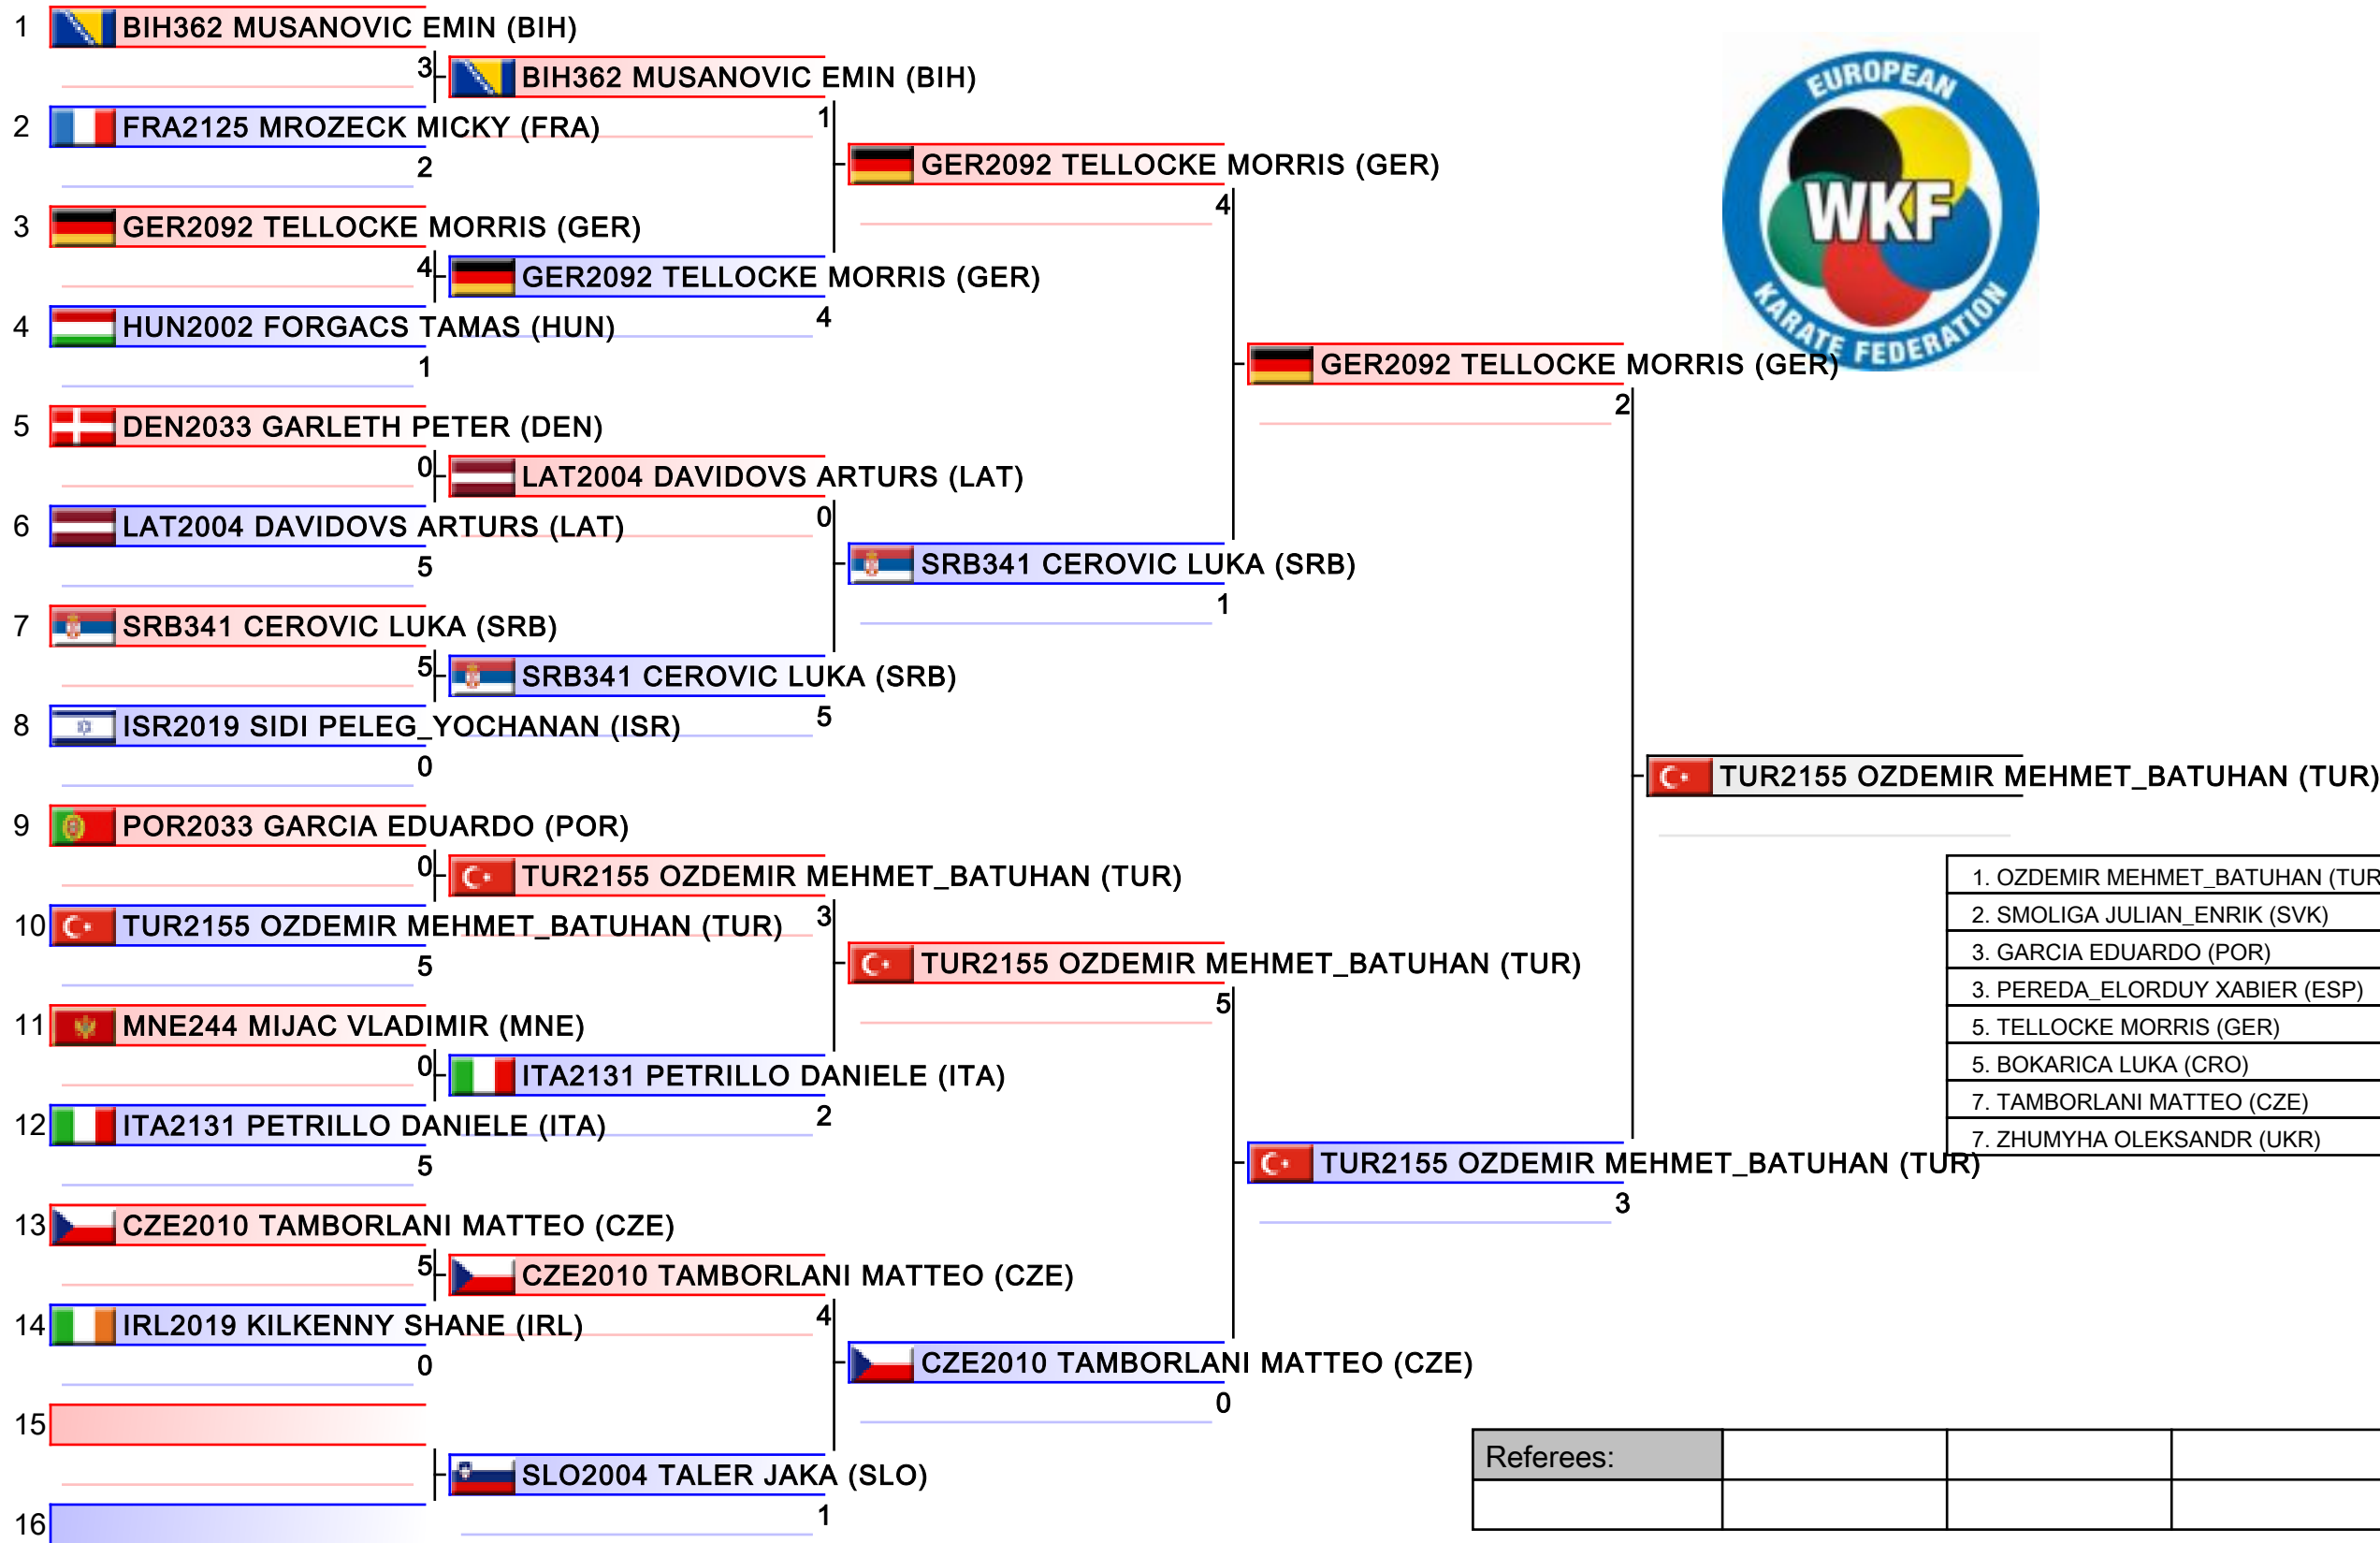 1 BIH362 MUSANOVIC EMIN (BIH)
3
2 FRA2125 MROZECK MICKY (FRA)
2
3 GER2092 TELLOCKE MORRIS (GER)
4
4 HUN2002 FORGACS TAMAS (HUN)
1
5 DEN2033 GARLETH PETER (DEN)
0
6 LAT2004 DAVIDOVS ARTURS (LAT)
5
7 SRB341 CEROVIC LUKA (SRB)
5
8 ISR2019 SIDI PELEG_YOCHANAN (ISR)
0
9 POR2033 GARCIA EDUARDO (POR)
0
10 TUR2155 OZDEMIR MEHMET_BATUHAN (TUR)
5
11 MNE244 MIJAC VLADIMIR (MNE)
0
12 ITA2131 PETRILLO DANIELE (ITA)
5
13 CZE2010 TAMBORLANI MATTEO (CZE)
5
14 IRL2019 KILKENNY SHANE (IRL)
0
15
16
BIH362 MUSANOVIC EMIN (BIH)
1
GER2092 TELLOCKE MORRIS (GER)
4
LAT2004 DAVIDOVS ARTURS (LAT)
0
SRB341 CEROVIC LUKA (SRB)
5
TUR2155 OZDEMIR MEHMET_BATUHAN (TUR)
3
ITA2131 PETRILLO DANIELE (ITA)
2
CZE2010 TAMBORLANI MATTEO (CZE)
4
SLO2004 TALER JAKA (SLO)
1
GER2092 TELLOCKE MORRIS (GER)
4
SRB341 CEROVIC LUKA (SRB)
1
TUR2155 OZDEMIR MEHMET_BATUHAN (TUR)
5
CZE2010 TAMBORLANI MATTEO (CZE)
0
GER2092 TELLOCKE MORRIS (GER)
2
TUR2155 OZDEMIR MEHMET_BATUHAN (TUR)
3
TUR2155 OZDEMIR MEHMET_BATUHAN (TUR)
EUROPEAN
WKF
KARATE FEDERATION
1. OZDEMIR MEHMET_BATUHAN (TUR
2. SMOLIGA JULIAN_ENRIK (SVK)
3. GARCIA EDUARDO (POR)
3. PEREDA_ELORDUY XABIER (ESP)
5. TELLOCKE MORRIS (GER)
5. BOKARICA LUKA (CRO)
7. TAMBORLANI MATTEO (CZE)
7. ZHUMYHA OLEKSANDR (UKR)
Referees: